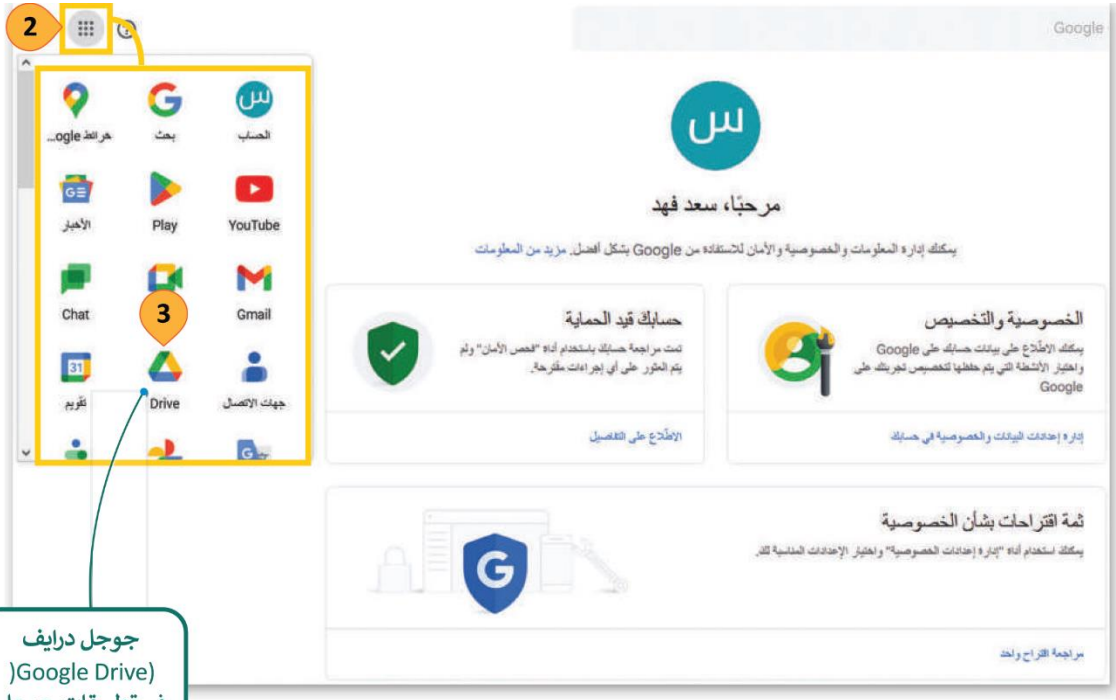 2
Google
حرائط ogle...
بحث
الحساب
س
الأخبار
Play
YouTube
Chat
3
Gmail
31
تقويم
Drive
جهات الاتصال
س
مرحبًا، سعد فهد
يمكنك إدارة المعلومات والخصوصية والأمان للاستفادة من Google بشكل أفضل. مزيد من المعلومات
الخصوصية والتخصيص
يمكنك الاطّلاع على بيانات حسابك على Google
واختيار الأنشطة التي يتم حفظها لتخصيص تجربتك على
Google
إدارة إعدادات البيانات والخصوصية في حسابك
حسابك قيد الحماية
تمت مراجعة حسابك باستخدام أداة "فحص الأمان" ولم
يتم العثور على أي إجراءات مقترحة.
الاطّلاع على التفاصيل
ثمة اقتراحات بشأن الخصوصية
يمكنك استخدام أداة "إدارة إعدادات الخصوصية" واختيار الإعدادات المناسبة لك.
مراجعة اقتراح واحد
جوجل درايف
(Google Drive)